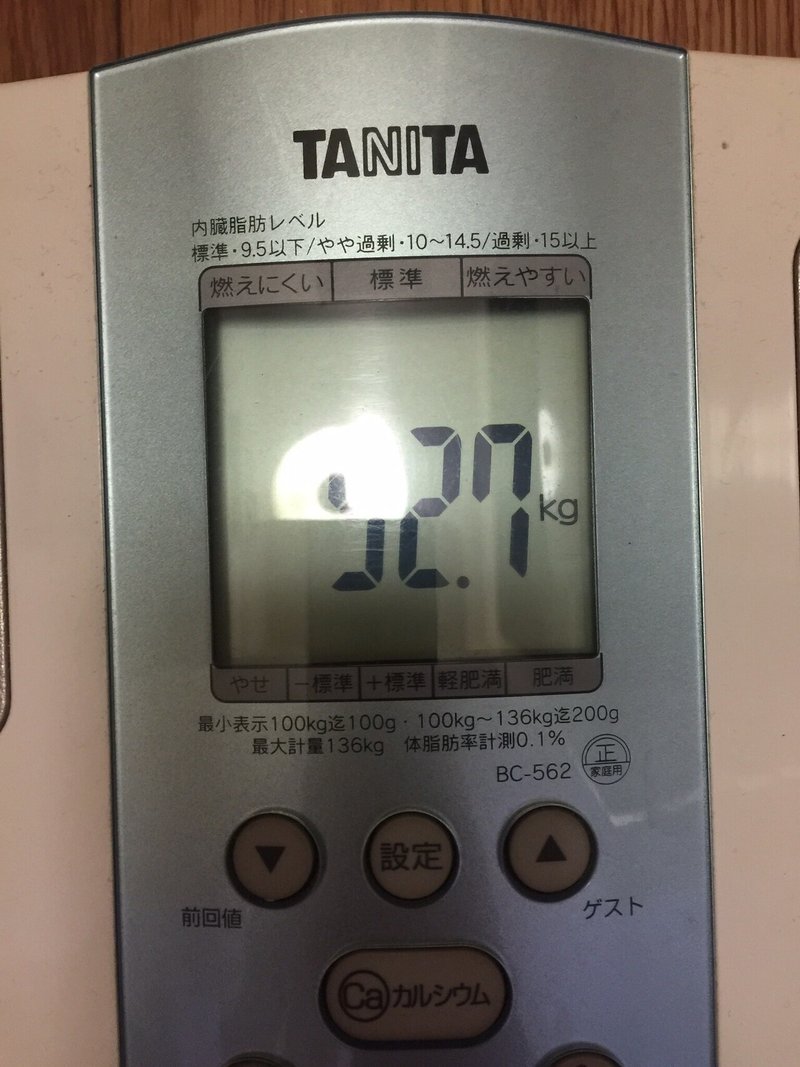 TANITA
内臓脂肪レベル
標準・9.5以下/やや過剰・10～14.5/過剰・15以上
燃えにくい 標準 燃えやすい
kg
やせ －標準 ＋標準 軽肥満 肥満
最小表示100kg迄100g・100kg～136kg迄200g
最大計量136kg 体脂肪率計測0.1%
BC-562 正 家庭用
▼ 設定 ▲
前回値 ゲスト
Ca カルシウム